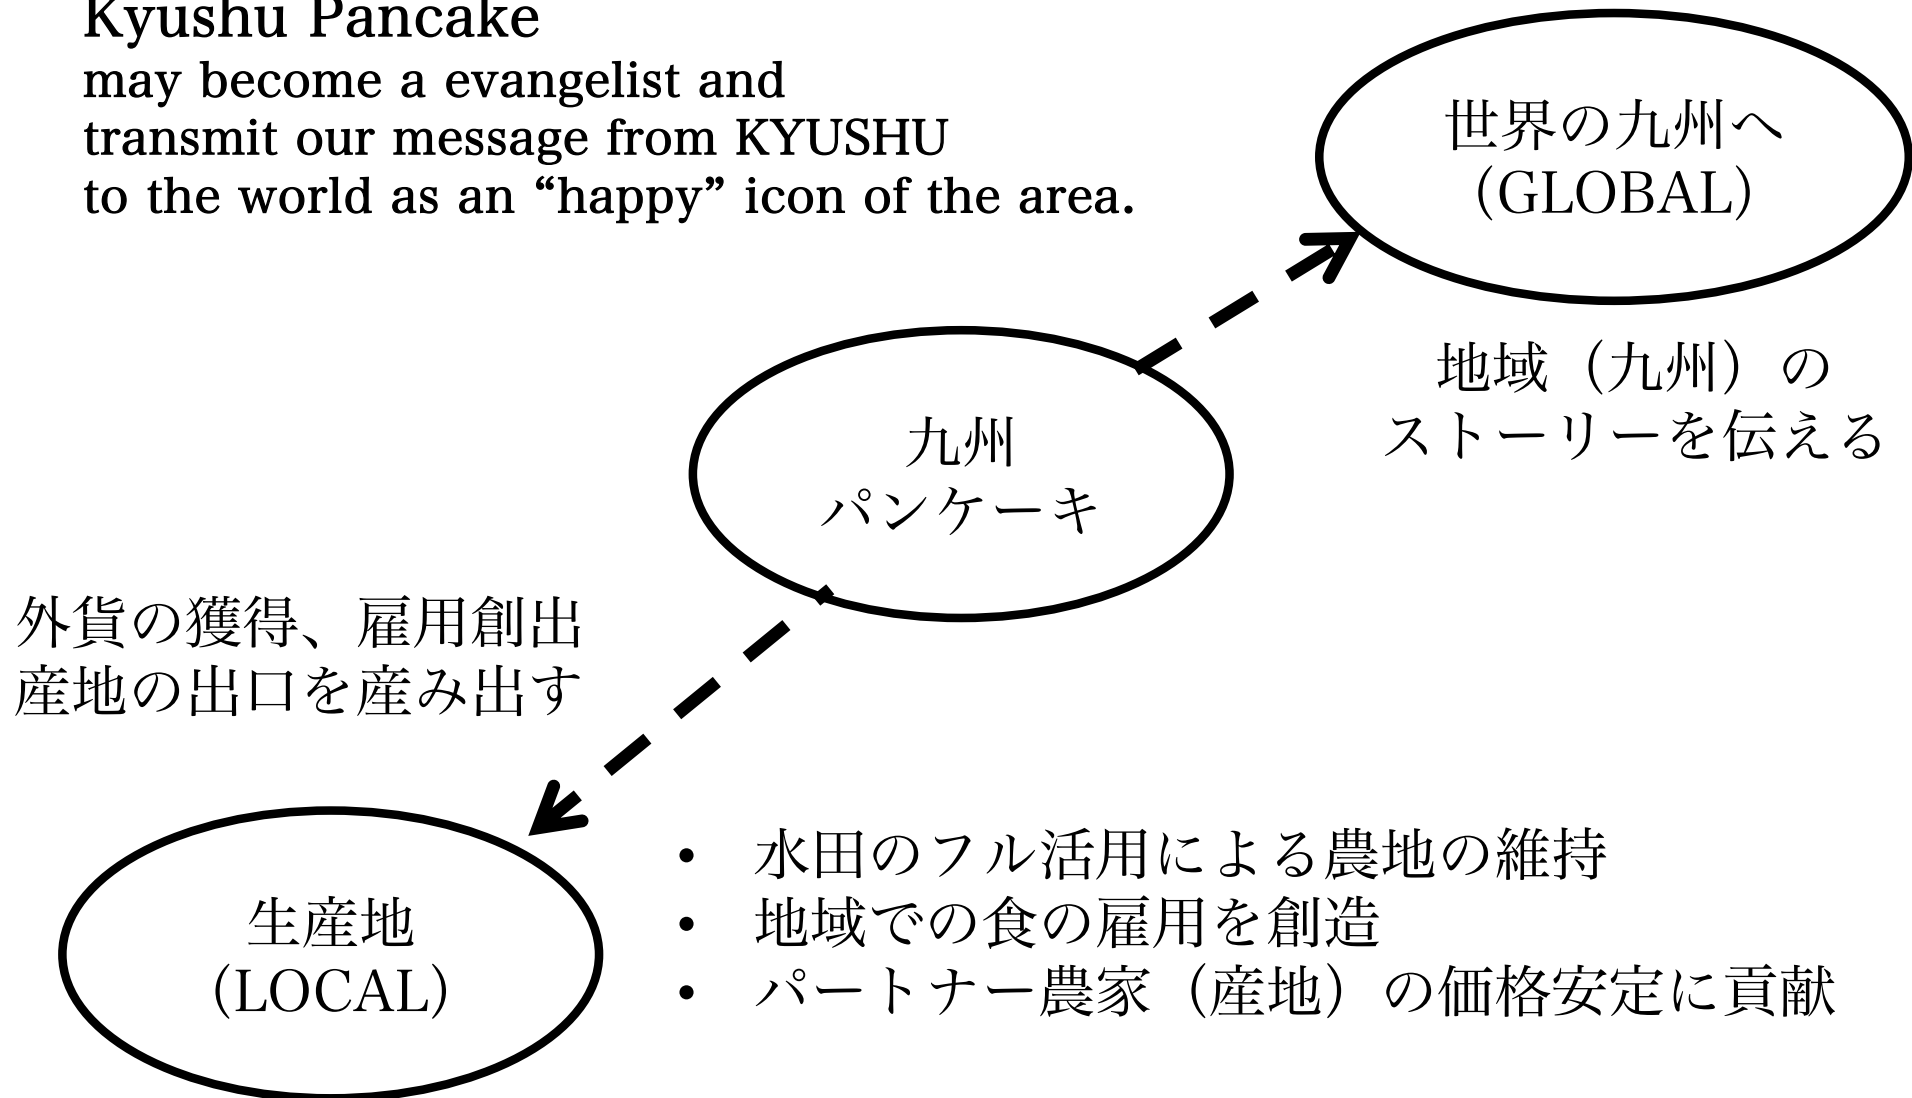 Kyushu Pancake
may become a evangelist and
transmit our message from KYUSHU
to the world as an “happy” icon of the area.
世界の九州へ
（GLOBAL）
地域（九州）の
ストーリーを伝える
九州
パンケーキ
外貨の獲得、雇用創出
産地の出口を産み出す
生産地
（LOCAL）
• 水田のフル活用による農地の維持
• 地域での食の雇用を創造
• パートナー農家（産地）の価格安定に貢献